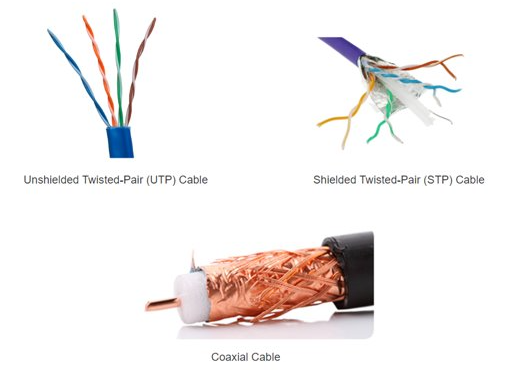 Unshielded Twisted-Pair (UTP) Cable
Shielded Twisted-Pair (STP) Cable
Coaxial Cable